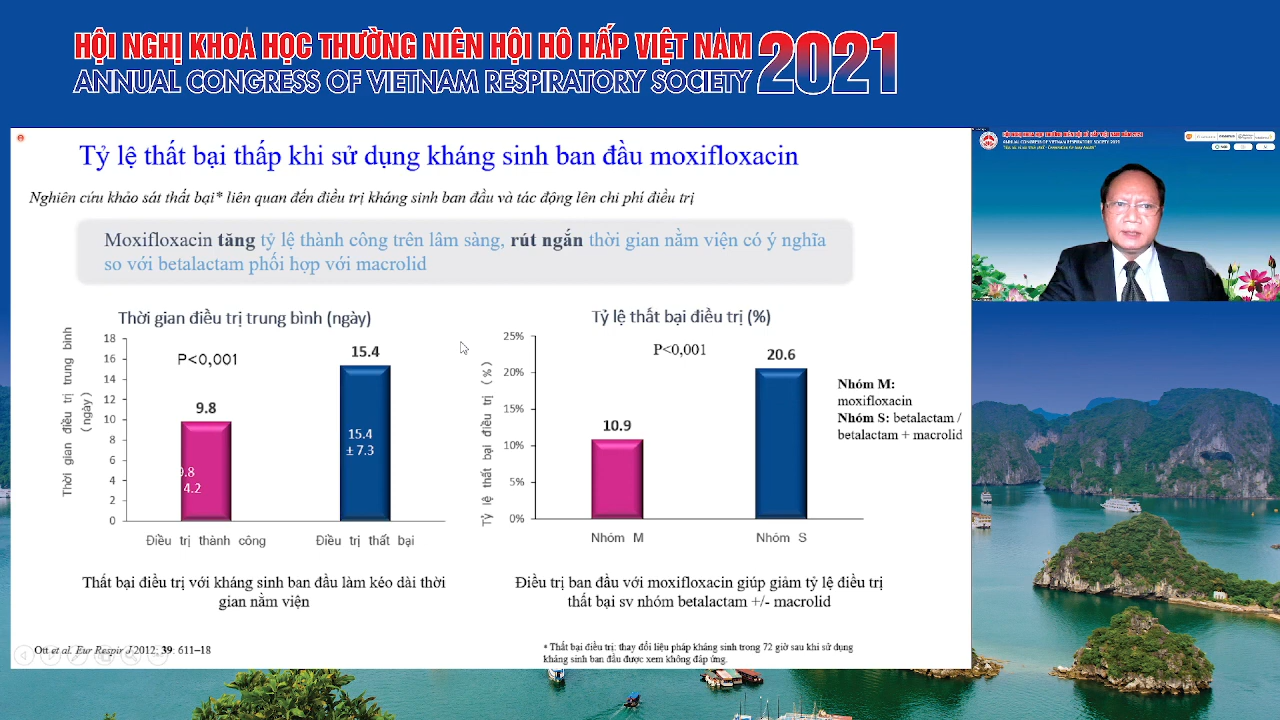 HỘI NGHỊ KHOA HỌC THƯỜNG NIÊN HỘI HÔ HẤP VIỆT NAM 2021
ANNUAL CONGRESS OF VIETNAM RESPIRATORY SOCIETY
Tỷ lệ thất bại thấp khi sử dụng kháng sinh ban đầu moxifloxacin
Nghiên cứu khảo sát thất bại* liên quan đến điều trị kháng sinh ban đầu và tác động lên chi phí điều trị
Moxifloxacin tăng tỷ lệ thành công trên lâm sàng, rút ngắn thời gian nằm viện có ý nghĩa
so với betalactam phối hợp với macrolid
Thời gian điều trị trung bình (ngày)
Thời gian điều trị trung bình
(ngày)
18
16
14
12
10
8
6
4
2
0
P<0,001
9.8
15.4
9.8
4.2
15.4
± 7.3
Điều trị thành công
Điều trị thất bại
Thất bại điều trị với kháng sinh ban đầu làm kéo dài thời
gian nằm viện
Tỷ lệ thất bại điều trị (%)
Tỷ lệ thất bại điều trị (%)
25%
20%
15%
10%
5%
0%
P<0,001
10.9
20.6
Nhóm M
Nhóm S
Nhóm M:
moxifloxacin
Nhóm S: betalactam /
betalactam + macrolid
Điều trị ban đầu với moxifloxacin giúp giảm tỷ lệ điều trị
thất bại sv nhóm betalactam +/- macrolid
Ott et al. Eur Respir J 2012; 39: 611–18
* Thất bại điều trị: thay đổi liệu pháp kháng sinh trong 72 giờ sau khi sử dụng
kháng sinh ban đầu được xem không đáp ứng.